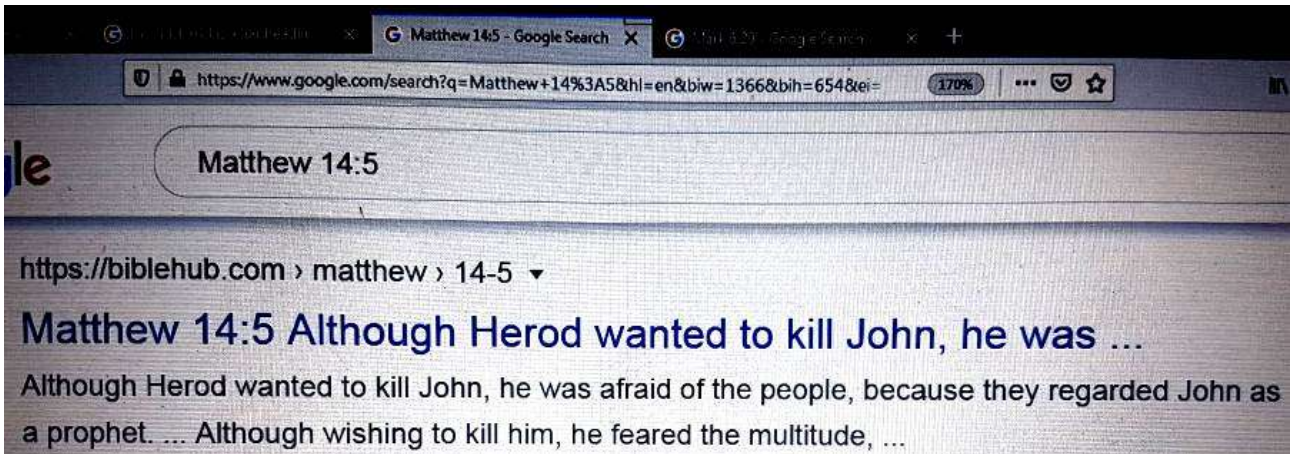 Matthew 14:5 - Google Search
https://www.google.com/search?q=Matthew+14%3A5&hl=en&biw=1366&bih=654&ei=
170%
le
Matthew 14:5
https://biblehub.com › matthew › 14-5
Matthew 14:5 Although Herod wanted to kill John, he was ...
Although Herod wanted to kill John, he was afraid of the people, because they regarded John as
a prophet. ... Although wishing to kill him, he feared the multitude, ...